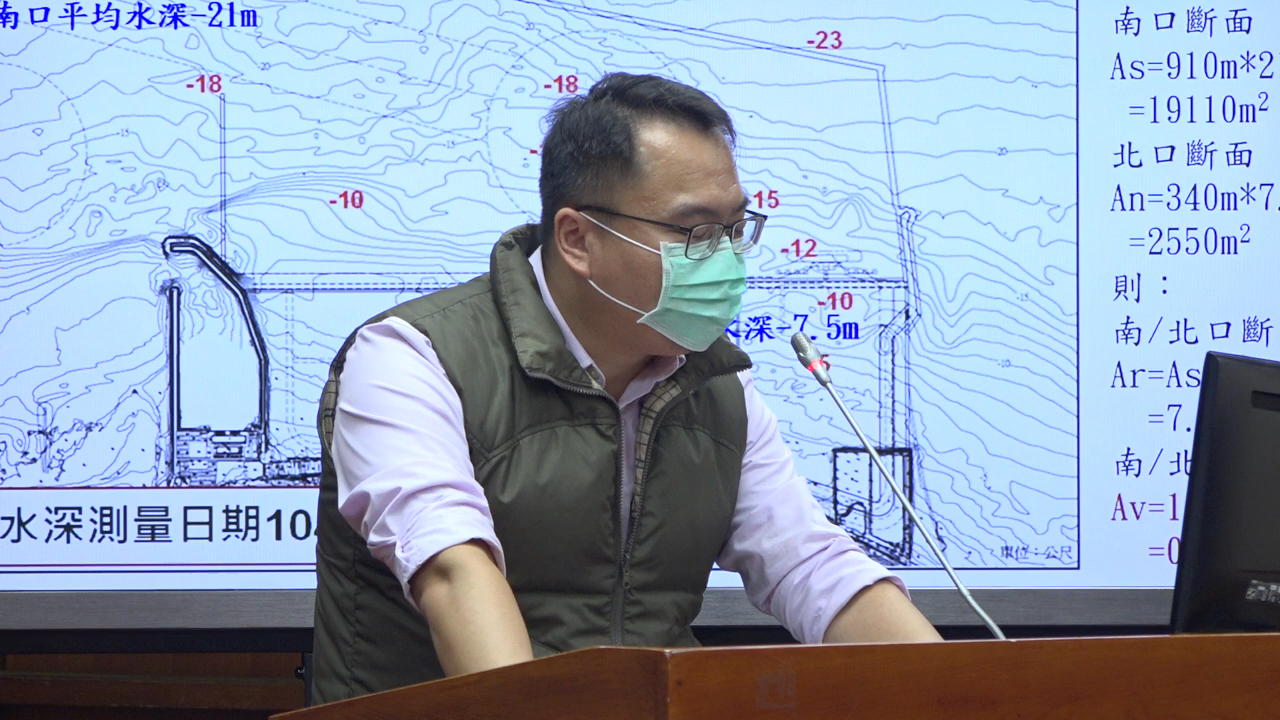 南口平均水深-21m
-23
-18
-18
-10
-15
-12
-10
水深-7.5m
水深測量日期10
單位：公尺
南口斷面
As=910m*2
=19110m²
北口斷面
An=340m*7.
=2550m²
則：
南/北口斷
Ar=As
=7.
南/北
Av=1
=0